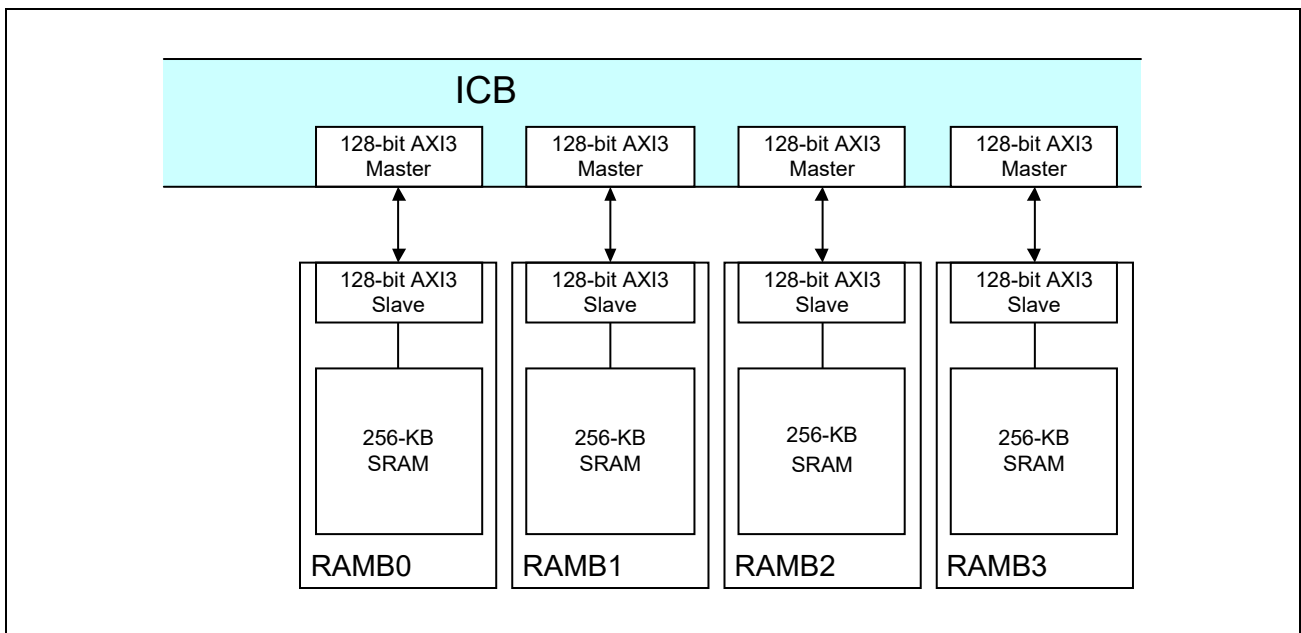 ICB
128-bit AXI3
Master
128-bit AXI3
Master
128-bit AXI3
Master
128-bit AXI3
Master
128-bit AXI3
Slave
128-bit AXI3
Slave
128-bit AXI3
Slave
128-bit AXI3
Slave
256-KB
SRAM
256-KB
SRAM
256-KB
SRAM
256-KB
SRAM
RAMB0
RAMB1
RAMB2
RAMB3